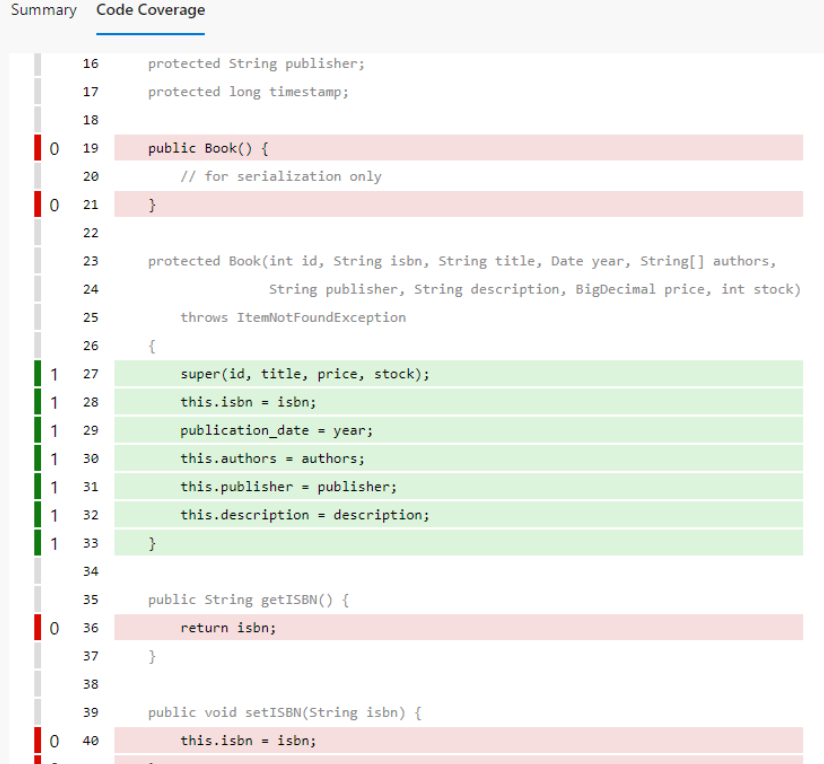 Summary Code Coverage
16 protected String publisher;
17 protected long timestamp;
18
0 19 public Book() {
20 // for serialization only
0 21 }
22
23 protected Book(int id, String isbn, String title, Date year, String[] authors,
24 String publisher, String description, BigDecimal price, int stock)
25 throws ItemNotFoundException
26 {
1 27 super(id, title, price, stock);
1 28 this.isbn = isbn;
1 29 publication_date = year;
1 30 this.authors = authors;
1 31 this.publisher = publisher;
1 32 this.description = description;
1 33 }
34
35 public String getISBN() {
0 36 return isbn;
37 }
38
39 public void setISBN(String isbn) {
0 40 this.isbn = isbn;